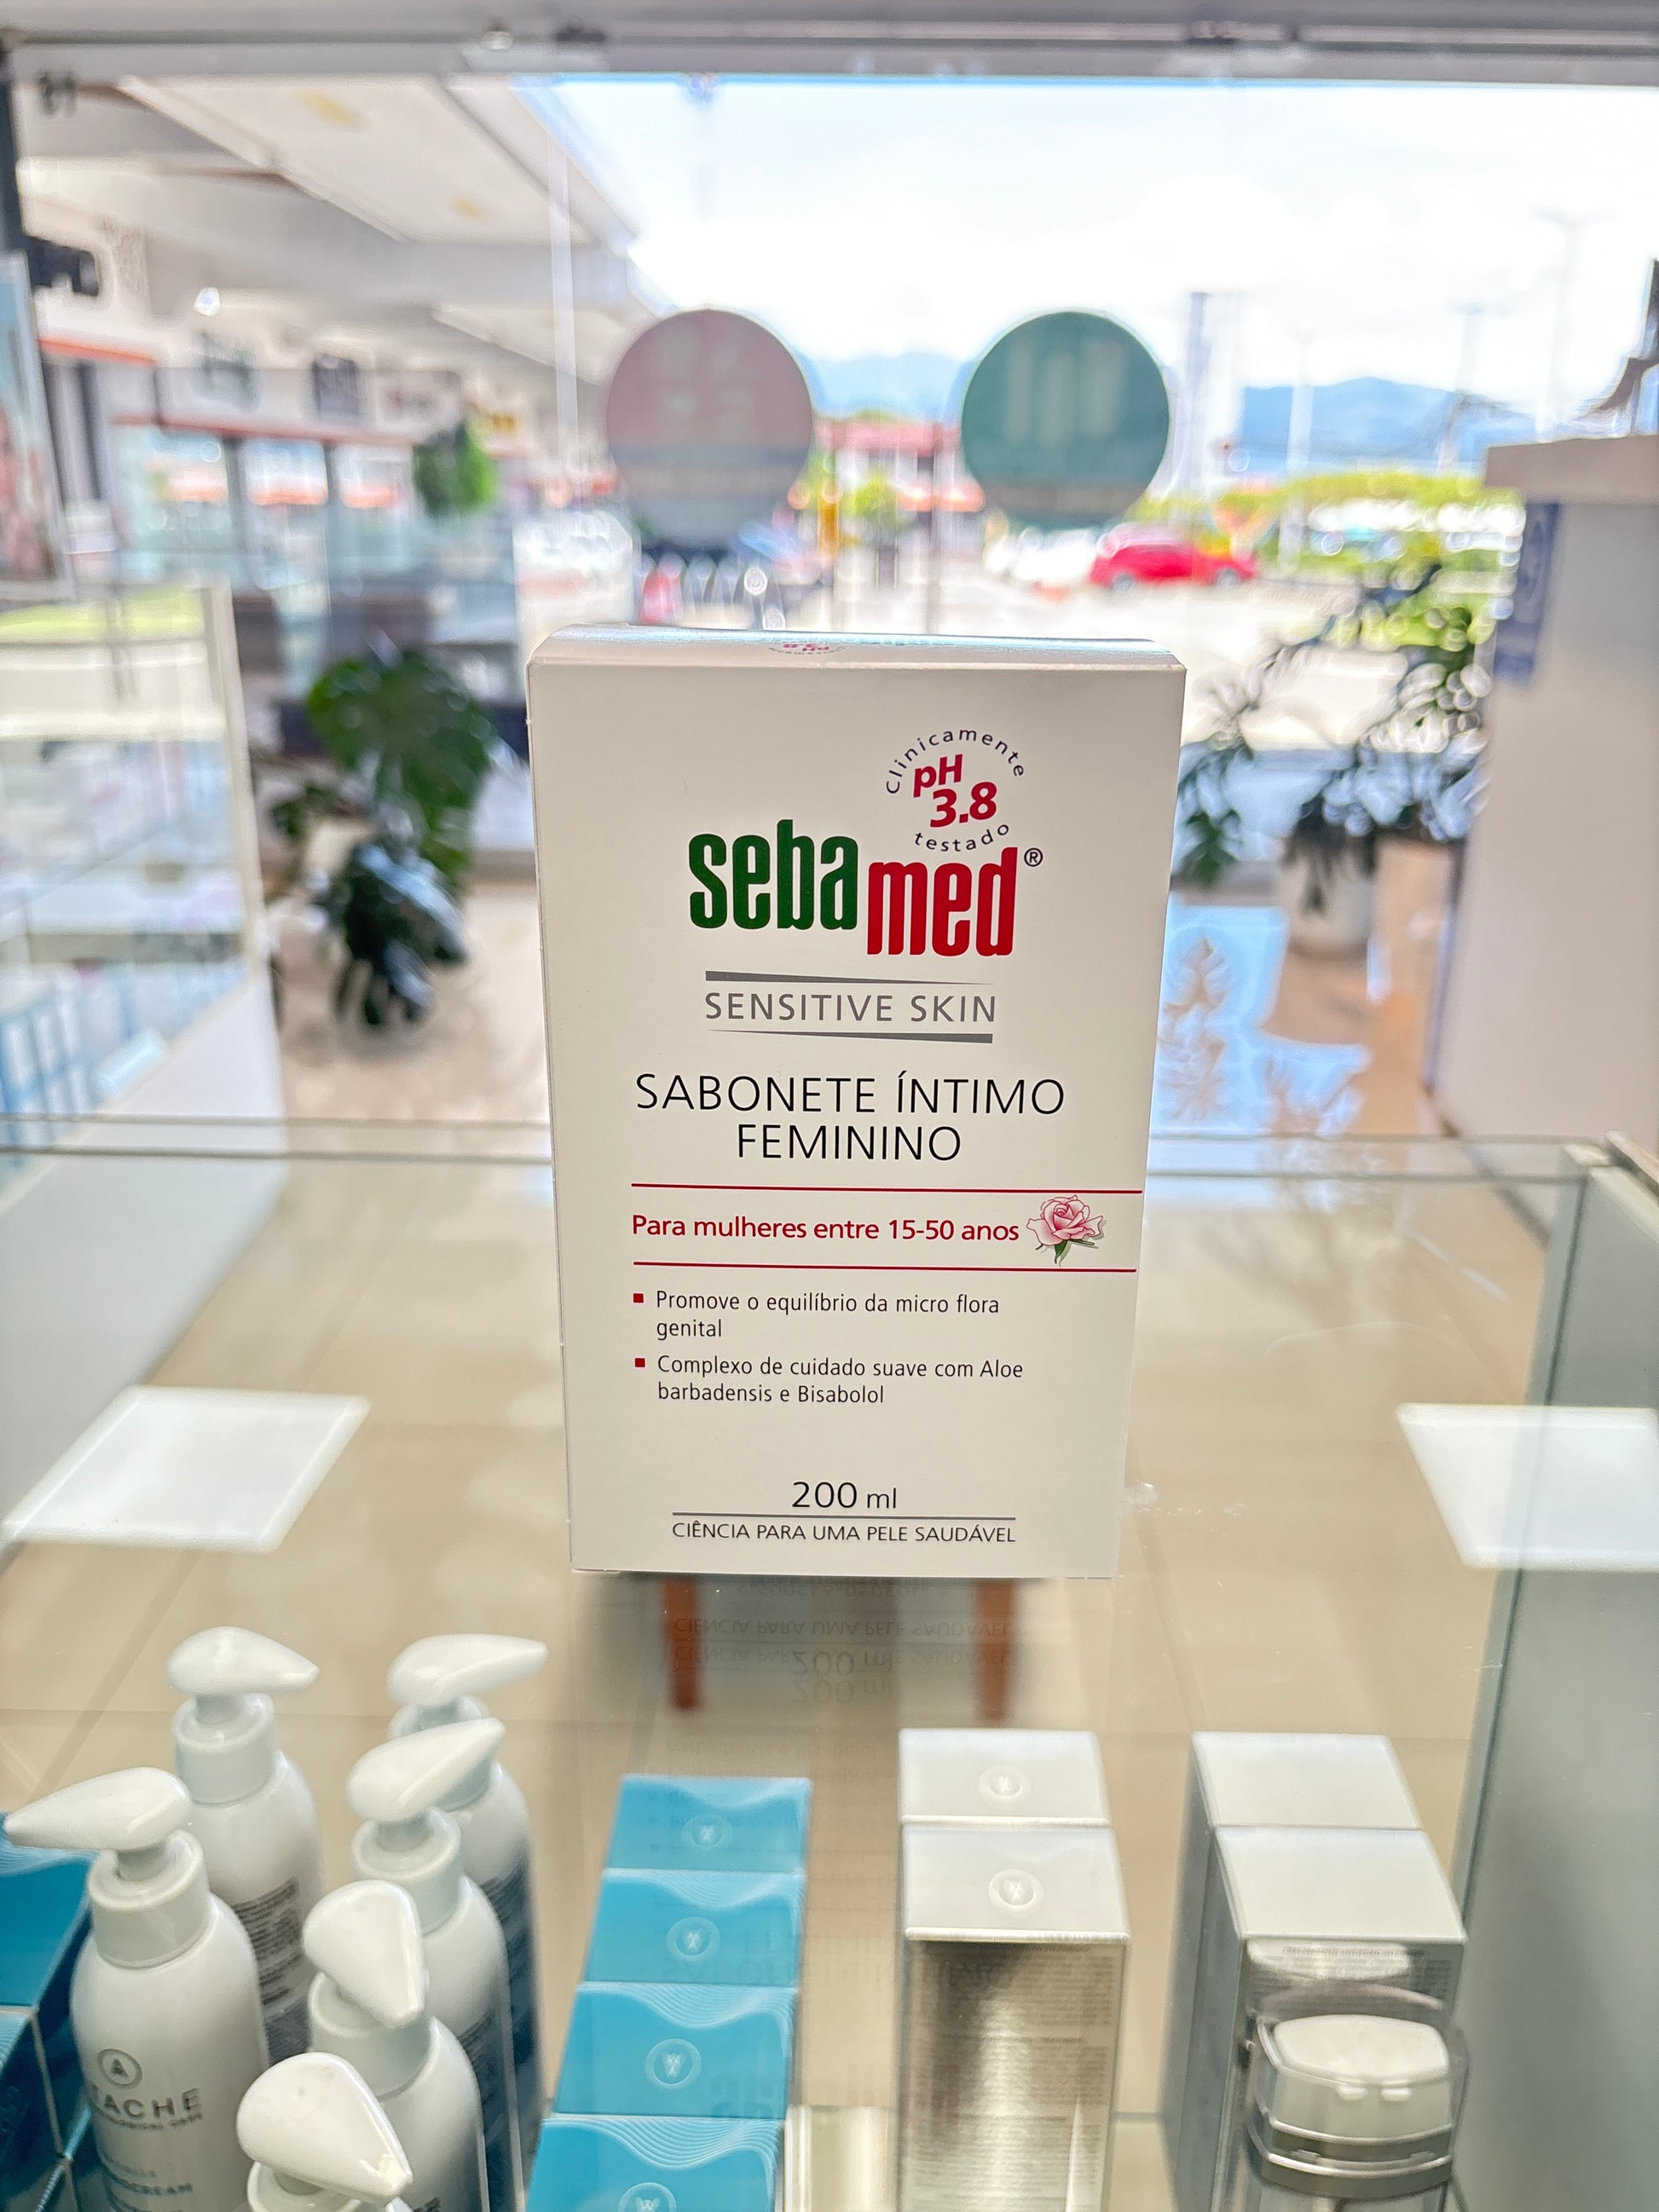 Clinicamente
pH
3.8
testado
sebamed®
SENSITIVE SKIN
SABONETE ÍNTIMO
FEMININO
Para mulheres entre 15-50 anos
Promove o equilíbrio da micro flora
genital
Complexo de cuidado suave com Aloe
barbadensis e Bisabolol
200 ml
CIÊNCIA PARA UMA PELE SAUDÁVEL